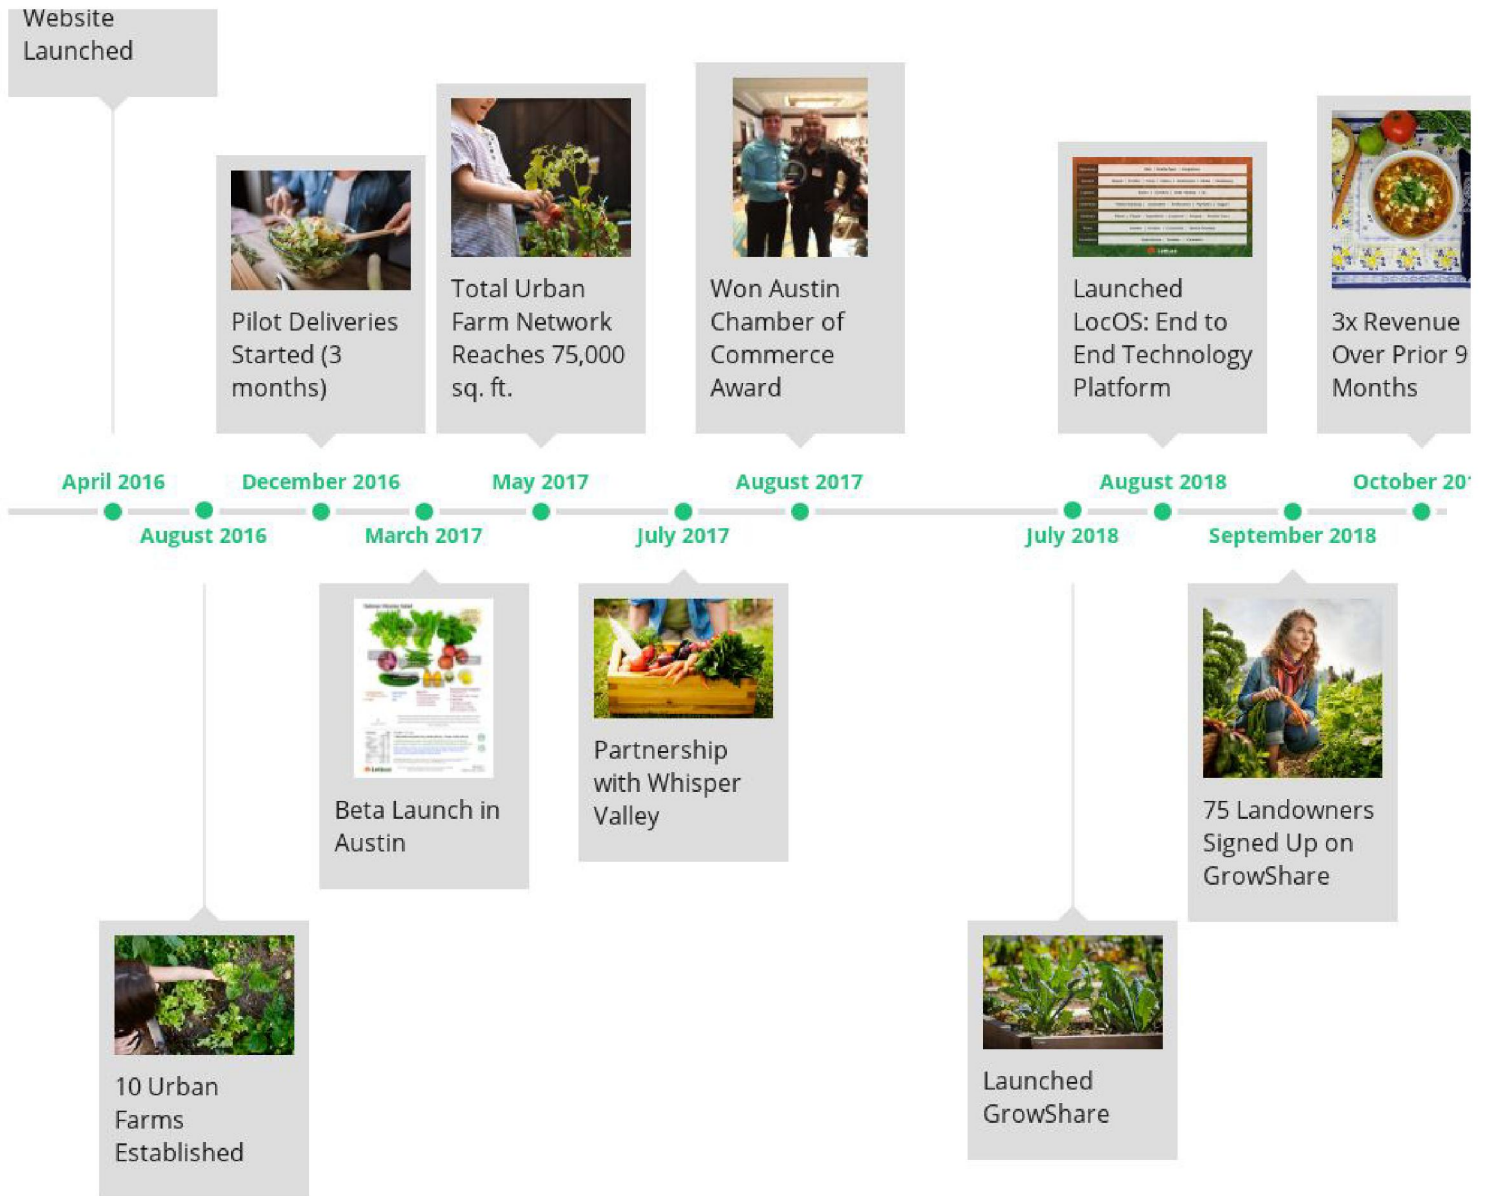 Website
Launched
Pilot Deliveries
Started (3
months)
Total Urban
Farm Network
Reaches 75,000
sq. ft.
Won Austin
Chamber of
Commerce
Award
Launched
LocOS: End to
End Technology
Platform
3x Revenue
Over Prior 9
Months
April 2016
December 2016
May 2017
August 2017
August 2018
October 201
August 2016
March 2017
July 2017
July 2018
September 2018
Beta Launch in
Austin
Partnership
with Whisper
Valley
75 Landowners
Signed Up on
GrowShare
10 Urban
Farms
Established
Launched
GrowShare